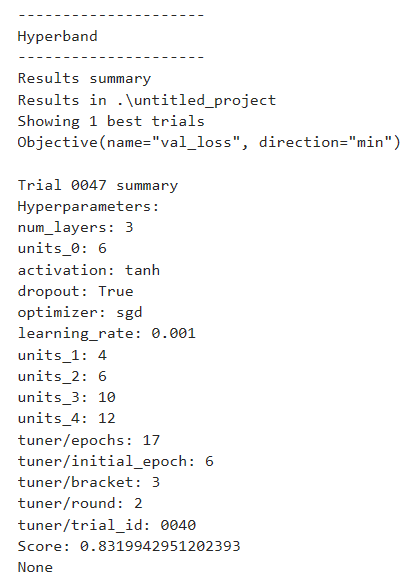 ---------------------
Hyperband
---------------------
Results summary
Results in .\untitled_project
Showing 1 best trials
Objective(name="val_loss", direction="min")

Trial 0047 summary
Hyperparameters:
num_layers: 3
units_0: 6
activation: tanh
dropout: True
optimizer: sgd
learning_rate: 0.001
units_1: 4
units_2: 6
units_3: 10
units_4: 12
tuner/epochs: 17
tuner/initial_epoch: 6
tuner/bracket: 3
tuner/round: 2
tuner/trial_id: 0040
Score: 0.8319942951202393
None